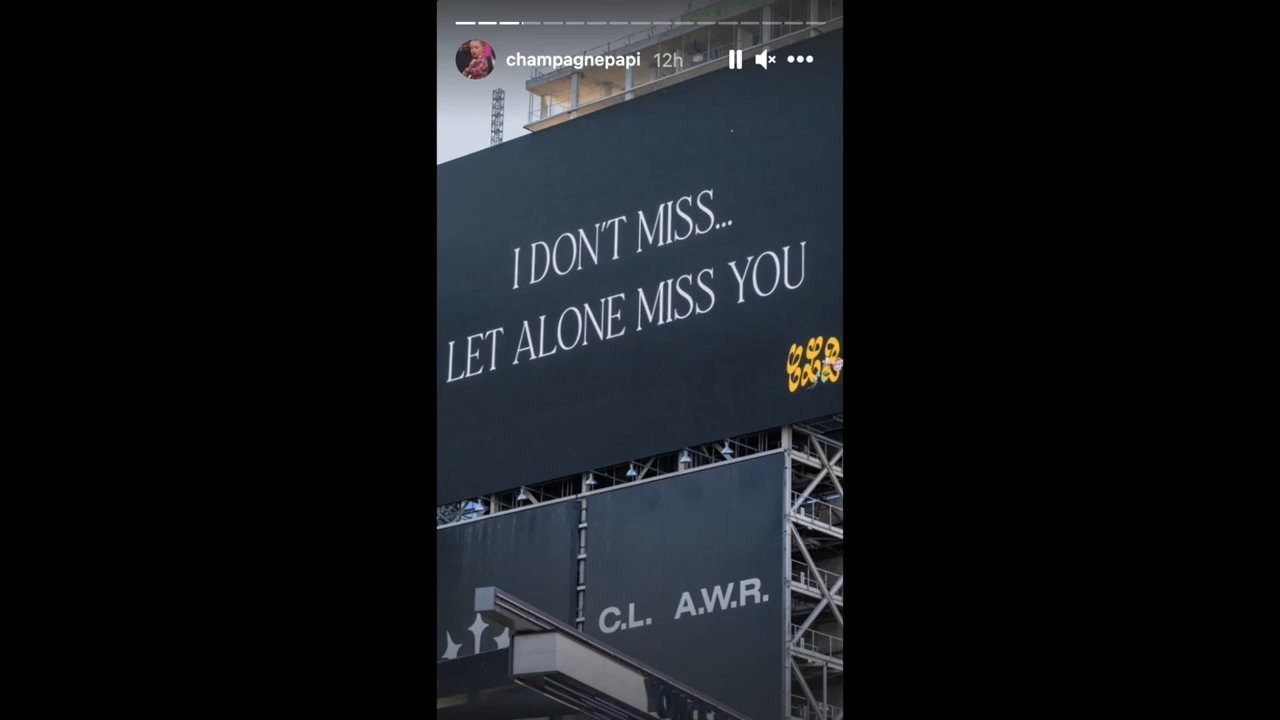 champagnepapi 12h
I DON'T MISS...
LET ALONE MISS YOU
C.L. A.W.R.